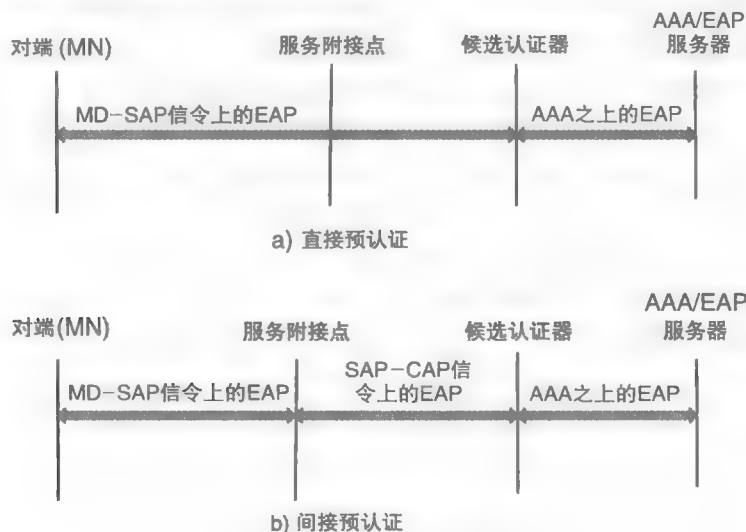 AAA/EAP
对端(MN) 服务附接点 候选认证器 服务器
MD-SAP信令上的EAP AAA之上的EAP
a) 直接预认证
AAA/EAP
对端(MN) 服务附接点 候选认证器 服务器
SAP-CAP信
MD-SAP信令上的EAP 令上的EAP AAA之上的EAP
b) 间接预认证